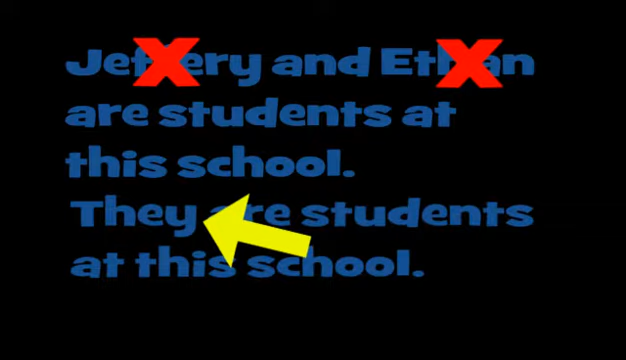 Jeffery and Ethan
are students at
this school.
They are students
at this school.